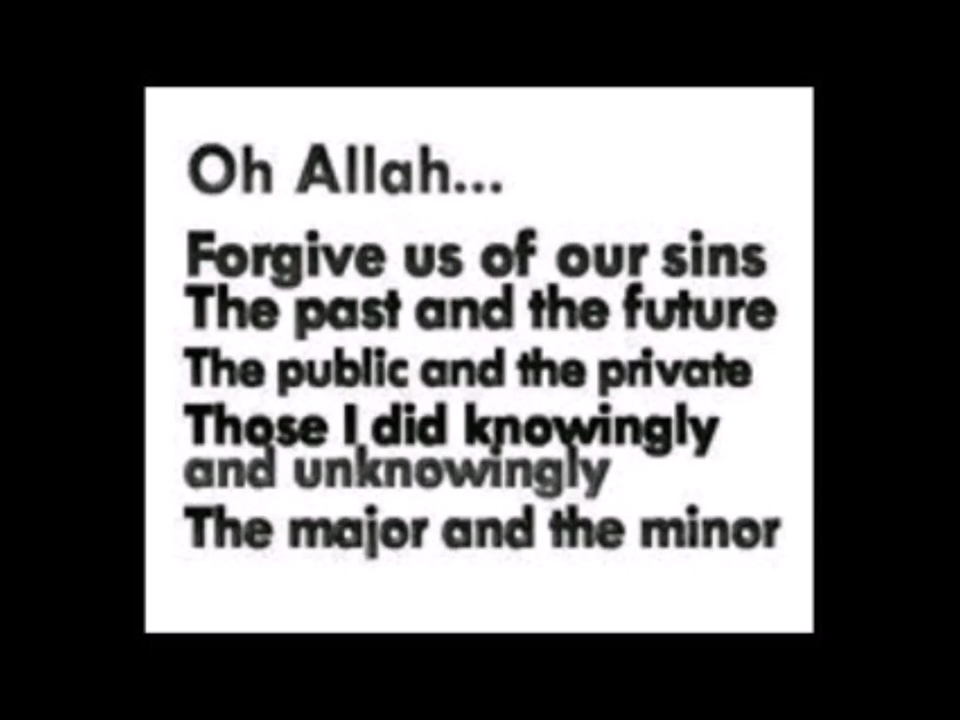 Oh Allah...
Forgive us of our sins
The past and the future
The public and the private
Those I did knowingly
and unknowingly
The major and the minor